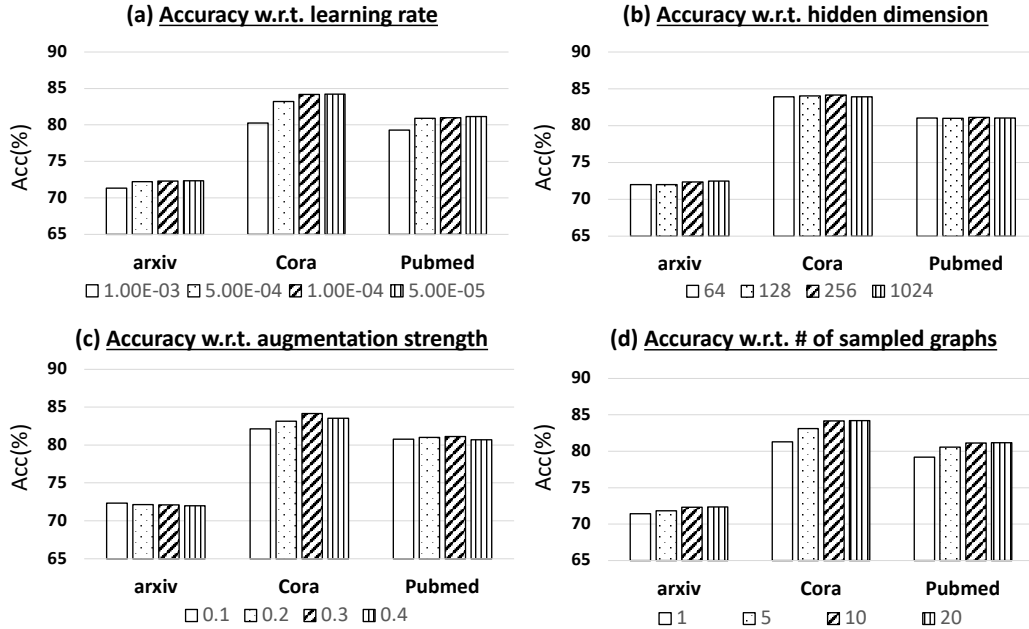 (a) Accuracy w.r.t. learning rate
90
85
80
75
70
65
Acc(%)
arxiv Cora Pubmed
1.00E-03 5.00E-04 1.00E-04 5.00E-05
(b) Accuracy w.r.t. hidden dimension
90
85
80
75
70
65
Acc(%)
arxiv Cora Pubmed
64 128 256 1024
(c) Accuracy w.r.t. augmentation strength
90
85
80
75
70
65
Acc(%)
arxiv Cora Pubmed
0.1 0.2 0.3 0.4
(d) Accuracy w.r.t. # of sampled graphs
90
85
80
75
70
65
Acc(%)
arxiv Cora Pubmed
1 5 10 20